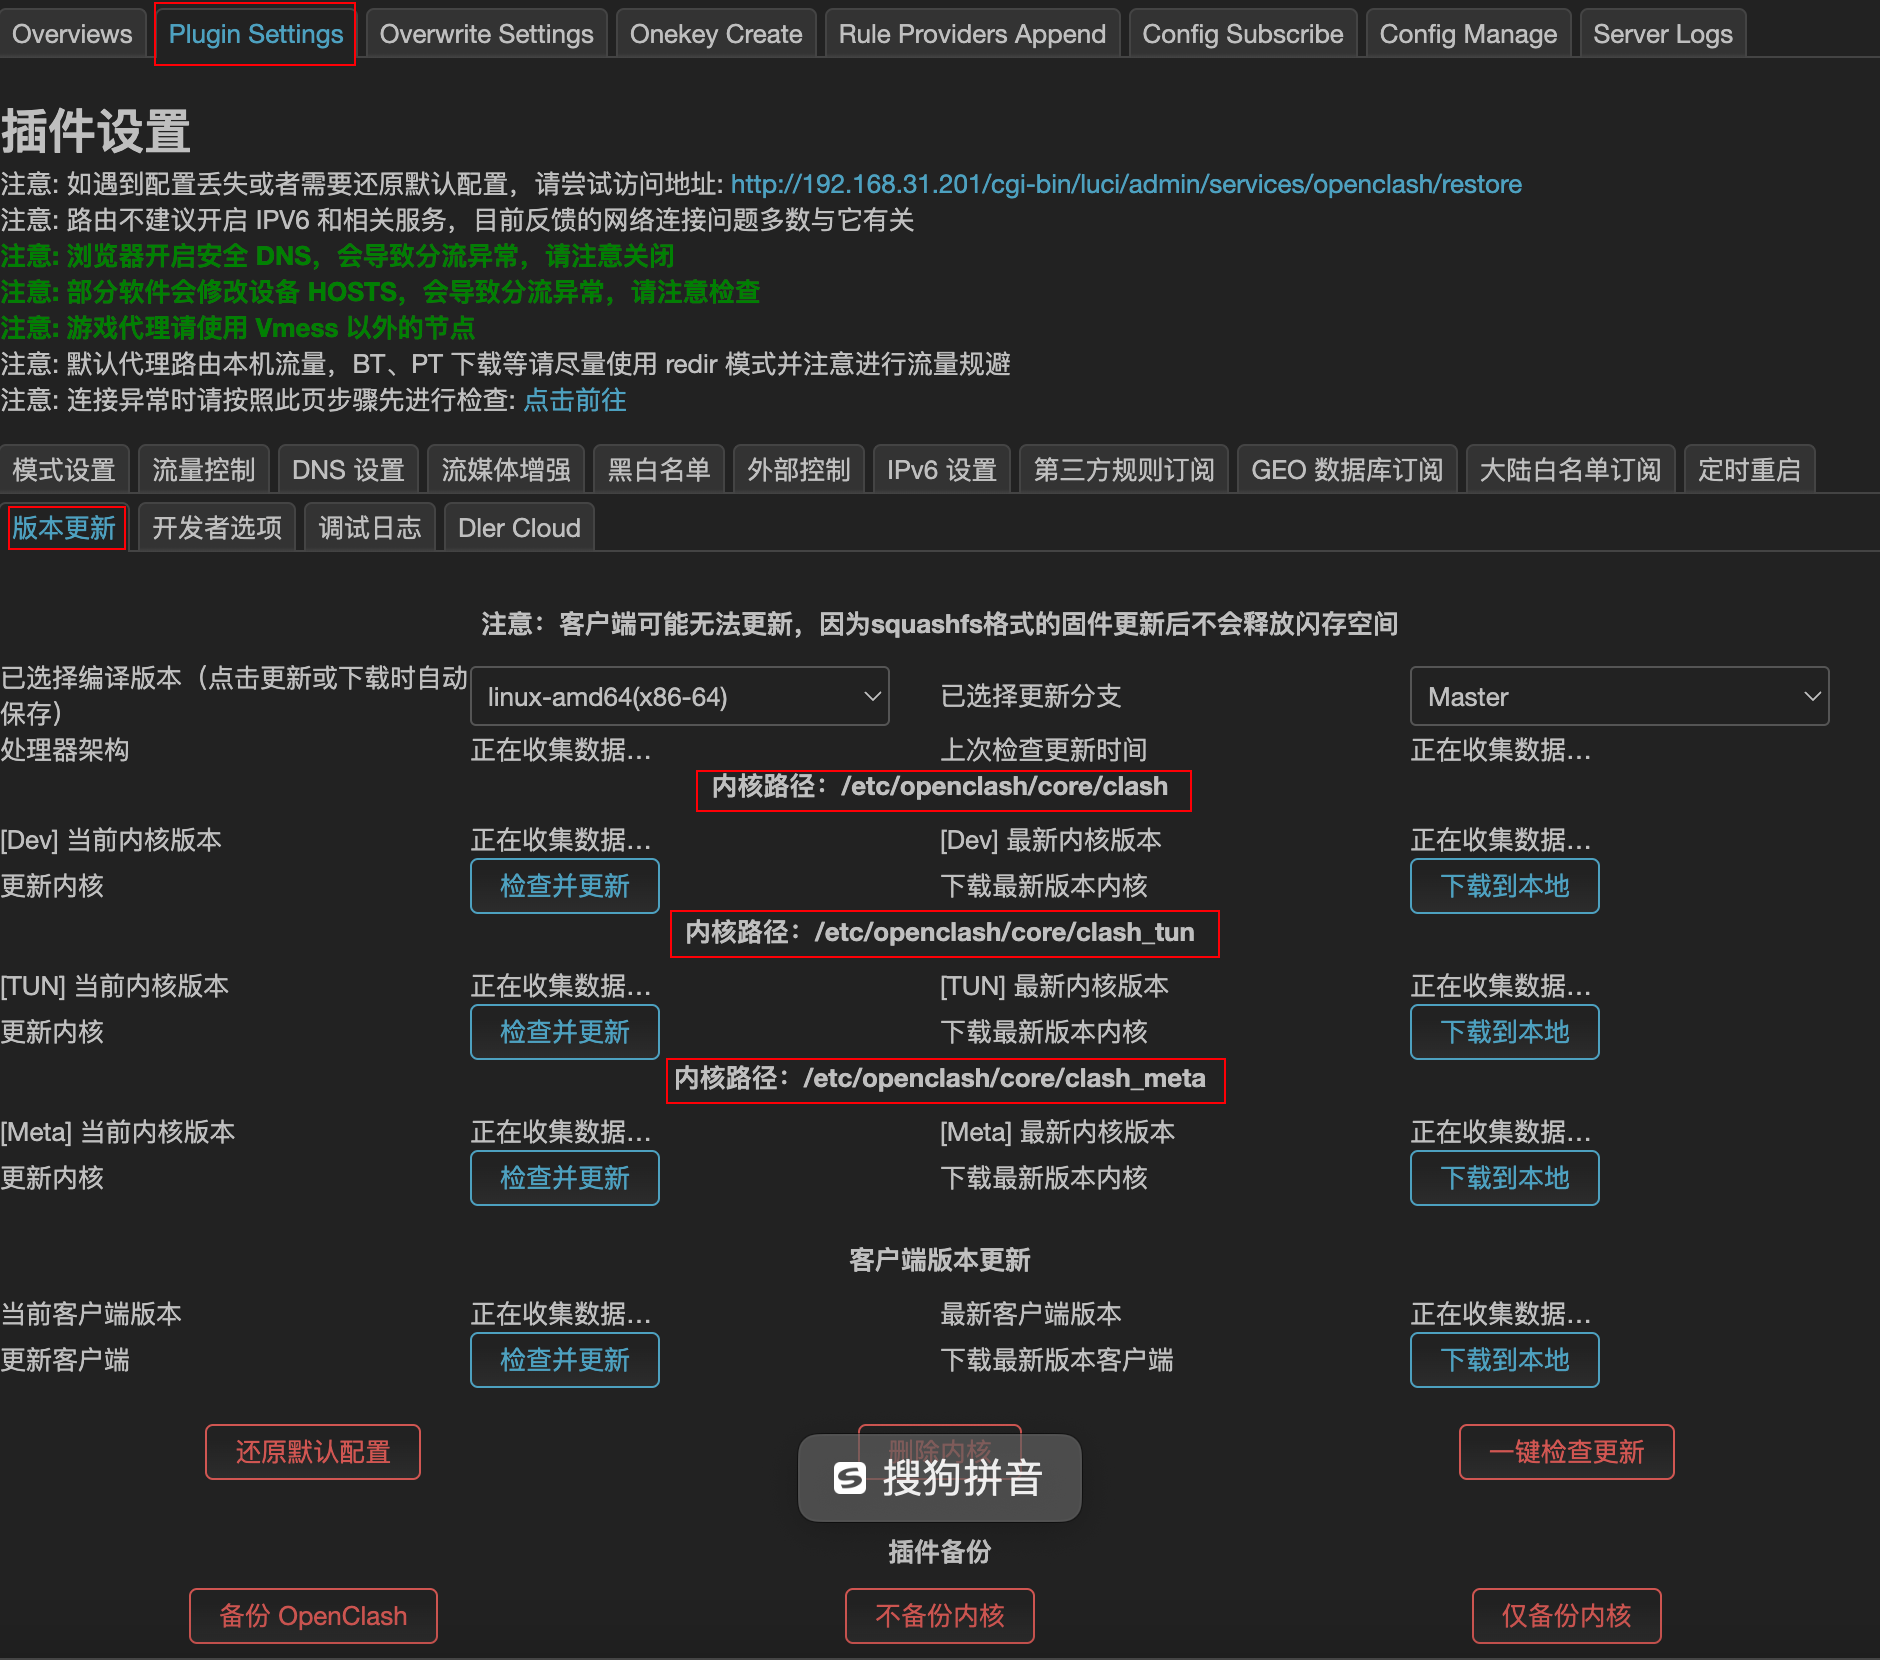 Overviews
Plugin Settings
Overwrite Settings
Onekey Create
Rule Providers Append
Config Subscribe
Config Manage
Server Logs
插件设置
注意: 如遇到配置丢失或者需要还原默认配置，请尝试访问地址: http://192.168.31.201/cgi-bin/luci/admin/services/openclash/restore
注意: 路由不建议开启 IPV6 和相关服务，目前反馈的网络连接问题多数与它有关
注意: 浏览器开启安全 DNS，会导致分流异常，请注意关闭
注意: 部分软件会修改设备 HOSTS，会导致分流异常，请注意检查
注意: 游戏代理请使用 Vmess 以外的节点
注意: 默认代理路由本机流量，BT、PT 下载等请尽量使用 redir 模式并注意进行流量规避
注意: 连接异常时请按照此页步骤先进行检查: 点击前往
模式设置
流量控制
DNS 设置
流媒体增强
黑白名单
外部控制
IPv6 设置
第三方规则订阅
GEO 数据库订阅
大陆白名单订阅
定时重启
版本更新
开发者选项
调试日志
Dler Cloud
注意：客户端可能无法更新，因为squashfs格式的固件更新后不会释放闪存空间
已选择编译版本（点击更新或下载时自动
保存）
linux-amd64(x86-64)
已选择更新分支
Master
处理器架构
正在收集数据...
上次检查更新时间
正在收集数据...
内核路径：/etc/openclash/core/clash
[Dev] 当前内核版本
正在收集数据...
[Dev] 最新内核版本
正在收集数据...
更新内核
检查并更新
下载最新版本内核
下载到本地
内核路径：/etc/openclash/core/clash_tun
[TUN] 当前内核版本
正在收集数据...
[TUN] 最新内核版本
正在收集数据...
更新内核
检查并更新
下载最新版本内核
下载到本地
内核路径：/etc/openclash/core/clash_meta
[Meta] 当前内核版本
正在收集数据...
[Meta] 最新内核版本
正在收集数据...
更新内核
检查并更新
下载最新版本内核
下载到本地
客户端版本更新
当前客户端版本
正在收集数据...
最新客户端版本
正在收集数据...
更新客户端
检查并更新
下载最新版本客户端
下载到本地
还原默认配置
删除内核
一键检查更新
搜狗拼音
插件备份
备份 OpenClash
不备份内核
仅备份内核